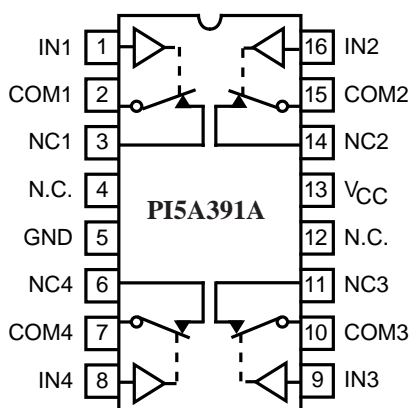 IN1 1 16 IN2
COM1 2 15 COM2
NC1 3 14 NC2
N.C. 4 13 VCC
PI5A391A
GND 5 12 N.C.
NC4 6 11 NC3
COM4 7 10 COM3
IN4 8 9 IN3